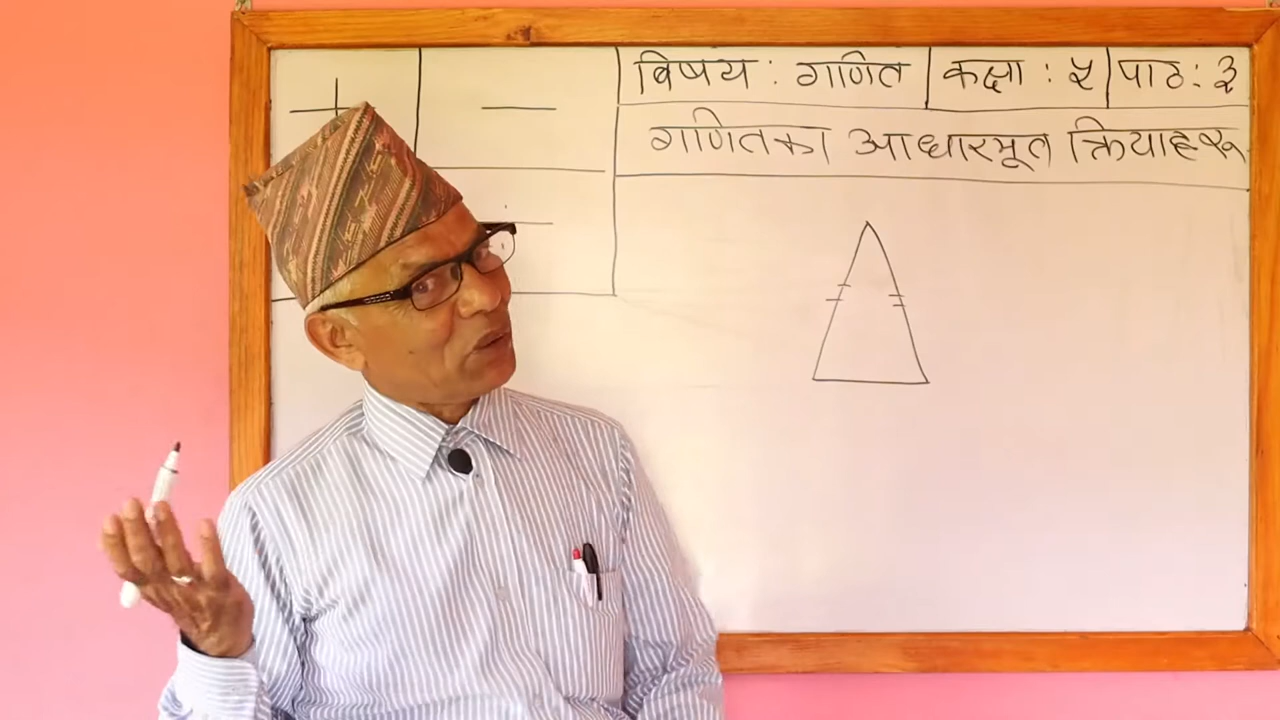 विषय : गणित कक्षा : ५ पाठ : ३
गणितका आधारभूत क्रियाहरू